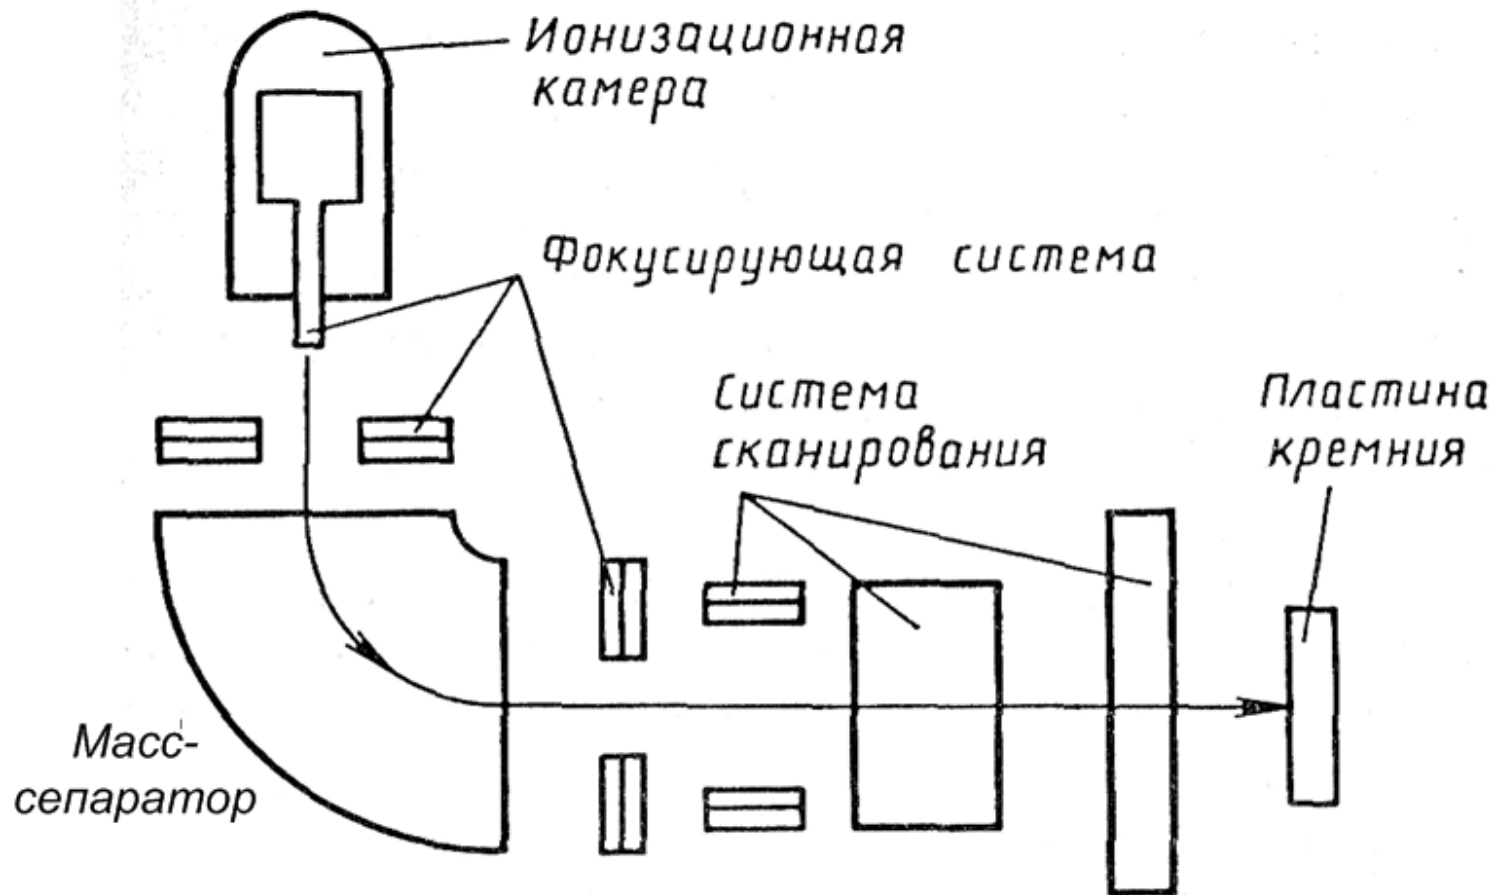 Ионизационная
камера
Фокусирующая система
Система
сканирования
Пластина
кремния
Масс-
сепаратор